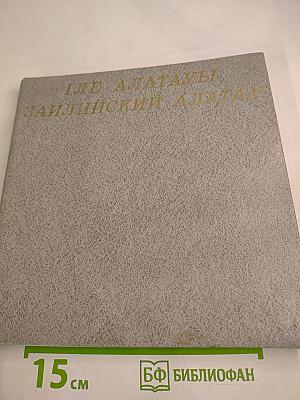 ІЛЕ АЛАТАУЫ
ЗАИЛИЙСКИЙ АЛАТАУ
15 см
БФ БИБЛИОФАН